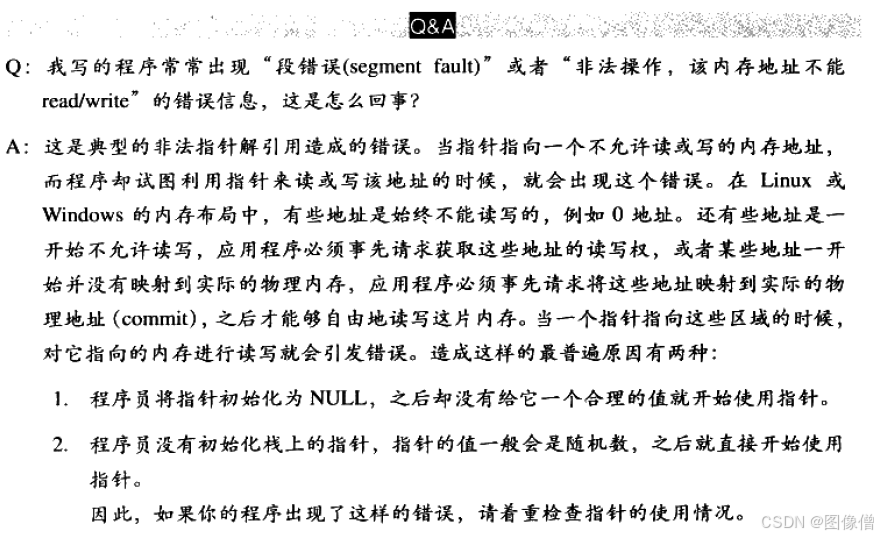 Q&A
Q：我写的程序常常出现“段错误(segment fault)”或者“非法操作，该内存地址不能
read/write”的错误信息，这是怎么回事？
A：这是典型的非法指针解引用造成的错误。当指针指向一个不允许读或写的内存地址，
而程序却试图利用指针来读或写该地址的时候，就会出现这个错误。在 Linux 或
Windows 的内存布局中，有些地址是始终不能读写的，例如 0 地址。还有些地址是一
开始不允许读写，应用程序必须事先请求获取这些地址的读写权，或者某些地址一开
始并没有映射到实际的物理内存，应用程序必须事先请求将这些地址映射到实际的物
理地址（commit），之后才能够自由地读写这片内存。当一个指针指向这些区域的时候，
对它指向的内存进行读写就会引发错误。造成这样的最普遍原因有两种：
1. 程序员将指针初始化为 NULL，之后却没有给它一个合理的值就开始使用指针。
2. 程序员没有初始化栈上的指针，指针的值一般会是随机数，之后就直接开始使用
指针。
因此，如果你的程序出现了这样的错误，请着重检查指针的使用情况。
CSDN @图像僧